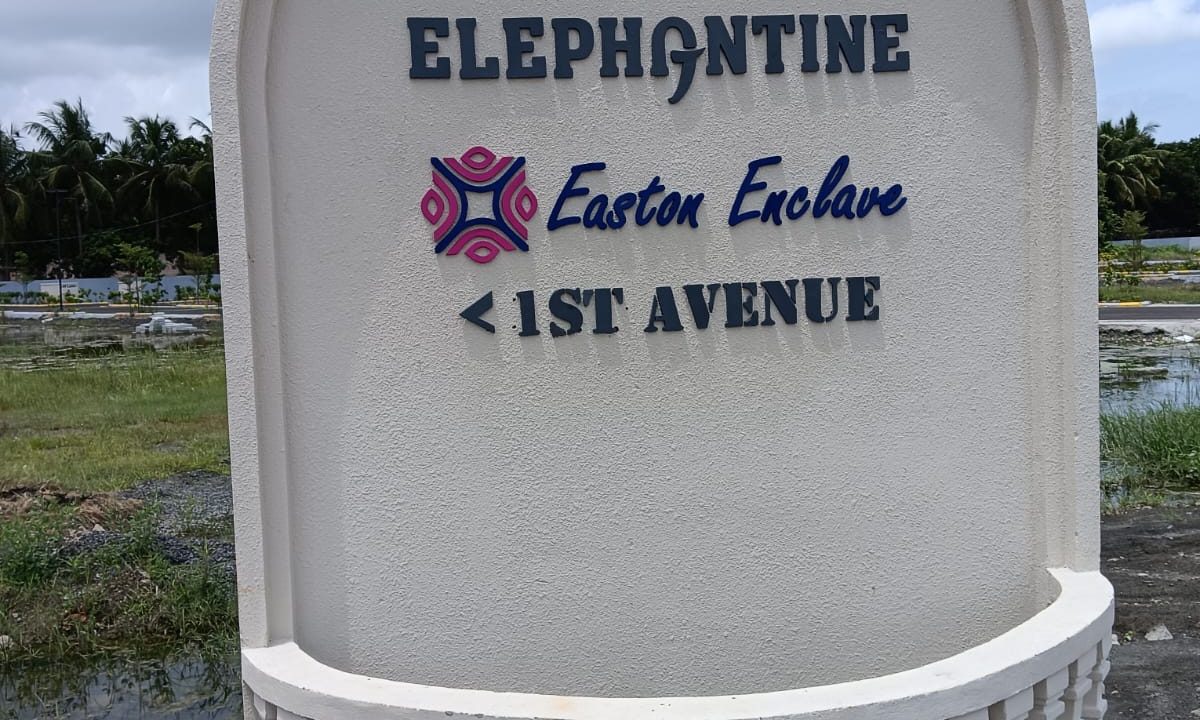 ELEPHANTINE
Easton Enclave
< 1ST AVENUE